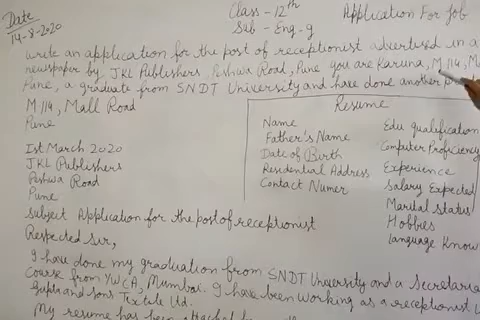 Date
14-8-2020
Class - 12th
Sub - Eng-g
Application For Job
Write an application for the post of receptionist advertised in a
newspaper by JKL Publishers, Peshwa Road, Pune you are Karuna, M 114, M
Pune, a graduate from SNDT University and have done another
M 114, Mall Road
Pune
Ist March 2020
JKL Publishers
Peshwa Road
Pune
Resume
Name
Father's Name
Date of Birth
Residental Address
Contact Numer
Edu qualification
Computer Proficiency
Experience
Salary Expected
Marital Status
Hobbies
Language Know
Subject Application for the post of receptionist
Respected Sir,
I have done my graduation from SNDT University and a Secretaria
Course from YWCA, Mumbai. I have been working as a receptionist
Gupta and Sons Textile Ltd.
My resume has been attached